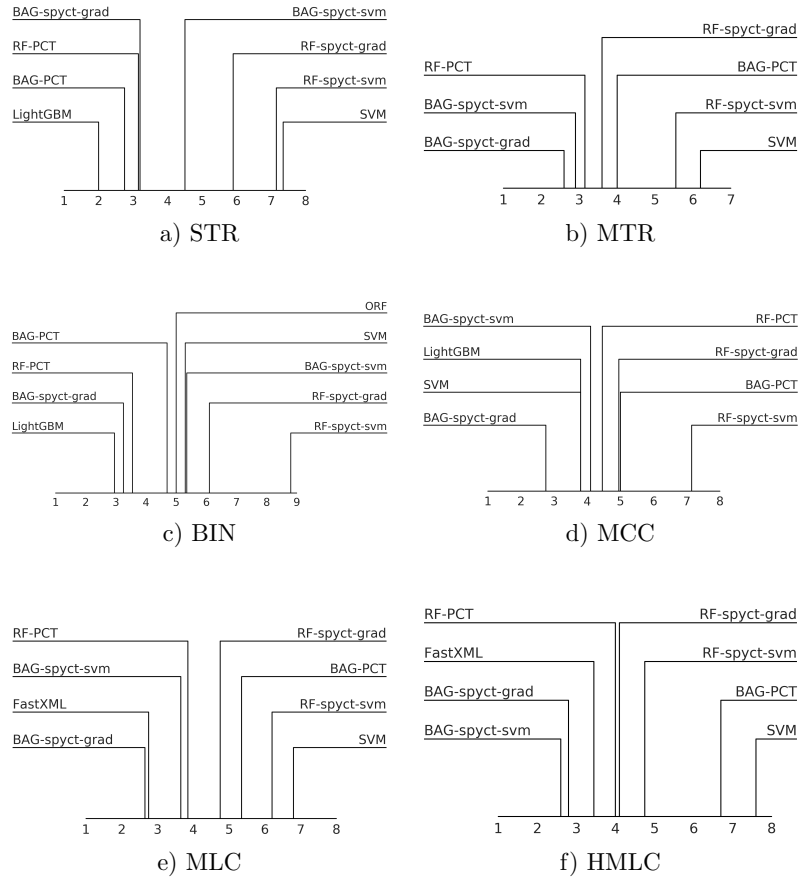 BAG-spyct-grad BAG-spyct-svm
RF-PCT RF-spyct-grad
BAG-PCT RF-spyct-svm
LightGBM SVM
1 2 3 4 5 6 7 8
a) STR
RF-spyct-grad
RF-PCT BAG-PCT
BAG-spyct-svm RF-spyct-svm
BAG-spyct-grad SVM
1 2 3 4 5 6 7
b) MTR
ORF
BAG-PCT SVM
RF-PCT BAG-spyct-svm
BAG-spyct-grad RF-spyct-grad
LightGBM RF-spyct-svm
1 2 3 4 5 6 7 8 9
c) BIN
BAG-spyct-svm RF-PCT
LightGBM RF-spyct-grad
SVM BAG-PCT
BAG-spyct-grad RF-spyct-svm
1 2 3 4 5 6 7 8
d) MCC
RF-PCT RF-spyct-grad
BAG-spyct-svm BAG-PCT
FastXML RF-spyct-svm
BAG-spyct-grad SVM
1 2 3 4 5 6 7 8
e) MLC
RF-PCT RF-spyct-grad
FastXML RF-spyct-svm
BAG-spyct-grad BAG-PCT
BAG-spyct-svm SVM
1 2 3 4 5 6 7 8
f) HMLC